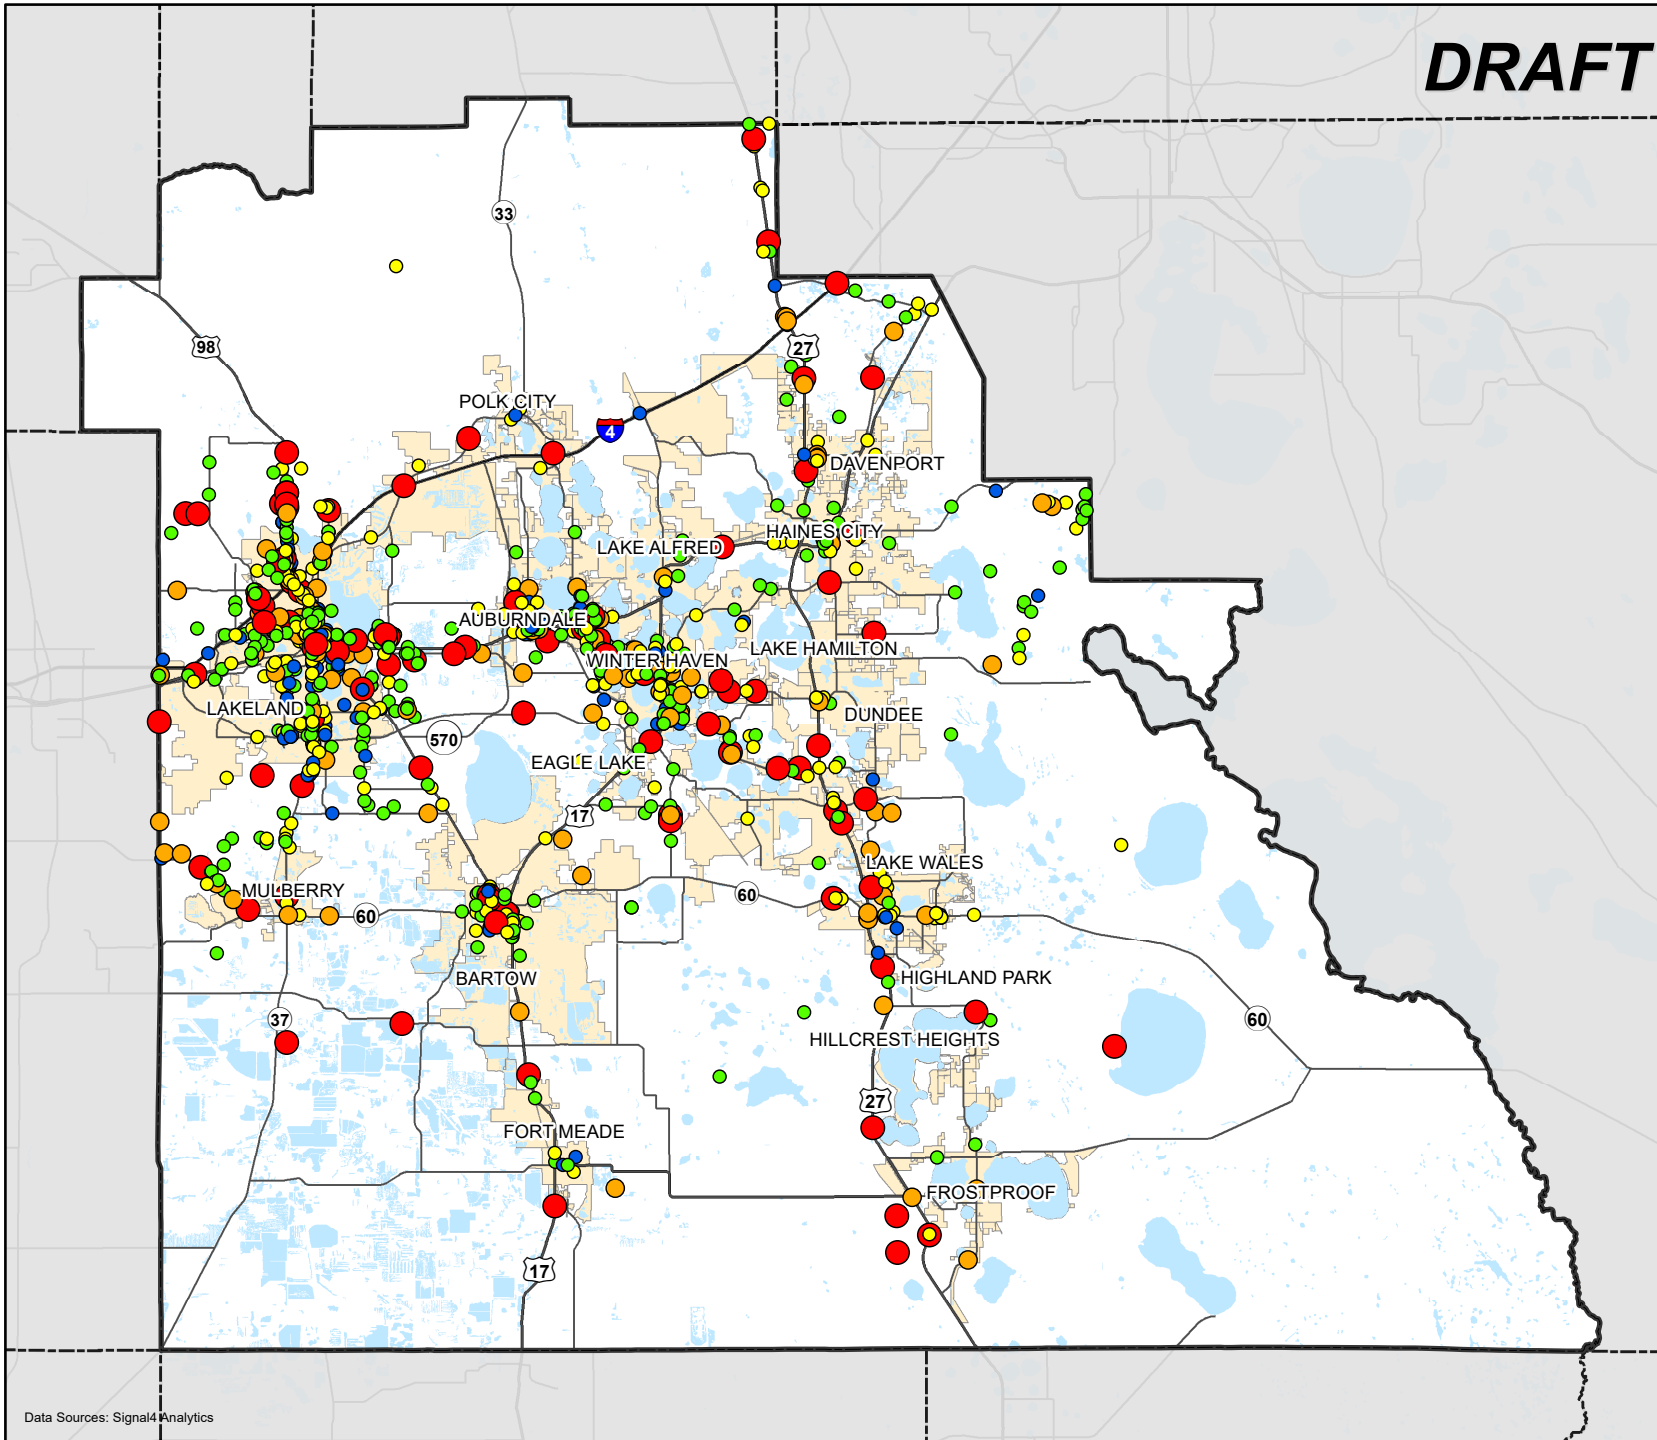 DRAFT
33
98
27
POLK CITY
4
DAVENPORT
HAINES CITY
LAKE ALFRED
AUBURNDALE
LAKE HAMILTON
WINTER HAVEN
LAKELAND
DUNDEE
570
EAGLE LAKE
17
LAKE WALES
MULBERRY
60
60
BARTOW
HIGHLAND PARK
37
60
HILLCREST HEIGHTS
27
FORT MEADE
FROSTPROOF
17
Data Sources: Signal4 Analytics